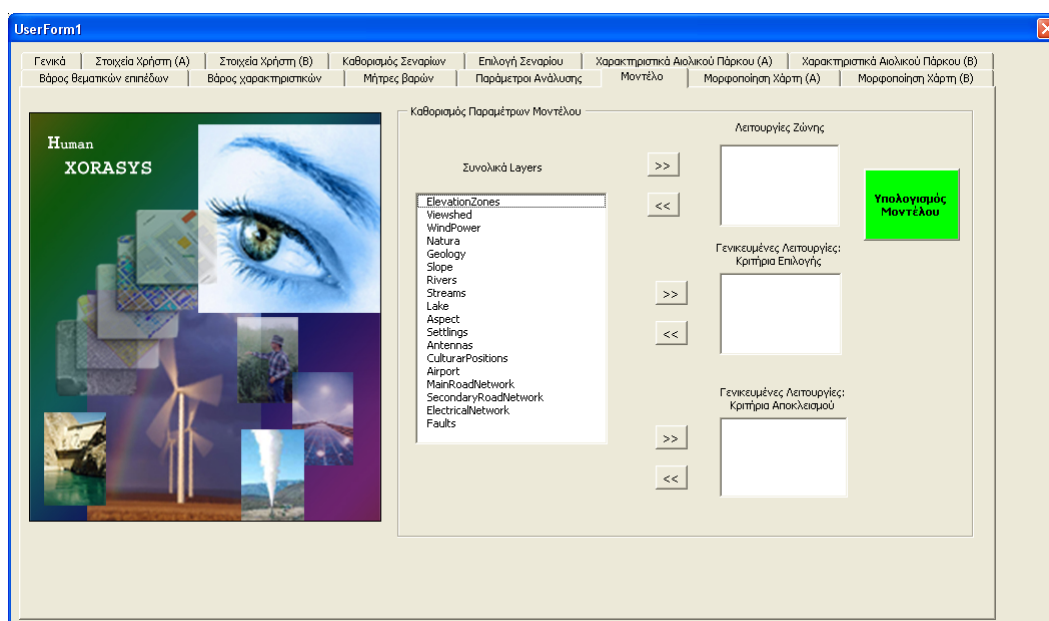 UserForm1
Γενικά
Στοιχεία Χρήστη (Α)
Στοιχεία Χρήστη (Β)
Καθορισμός Σεναρίων
Επιλογή Σεναρίου
Χαρακτηριστικά Αιολικού Πάρκου (Α)
Χαρακτηριστικά Αιολικού Πάρκου (Β)
Βάρος θεματικών επιπέδων
Βάρος χαρακτηριστικών
Μήτρες βαρών
Παράμετροι Ανάλυσης
Μοντέλο
Μορφοποίηση Χάρτη (Α)
Μορφοποίηση Χάρτη (Β)
Human
XORASYS
Καθορισμός Παραμέτρων Μοντέλου
Συνολικά Layers
ElevationZones
Viewshed
WindPower
Natura
Geology
Slope
Rivers
Streams
Lake
Aspect
Settlings
Antennas
CulturarPositions
Airport
MainRoadNetwork
SecondaryRoadNetwork
ElectricalNetwork
Faults
Λειτουργίες Ζώνης
>>
<<
Υπολογισμός
Μοντέλου
Γενικευμένες Λειτουργίες:
Κριτήρια Επιλογής
>>
<<
Γενικευμένες Λειτουργίες:
Κριτήρια Αποκλεισμού
>>
<<